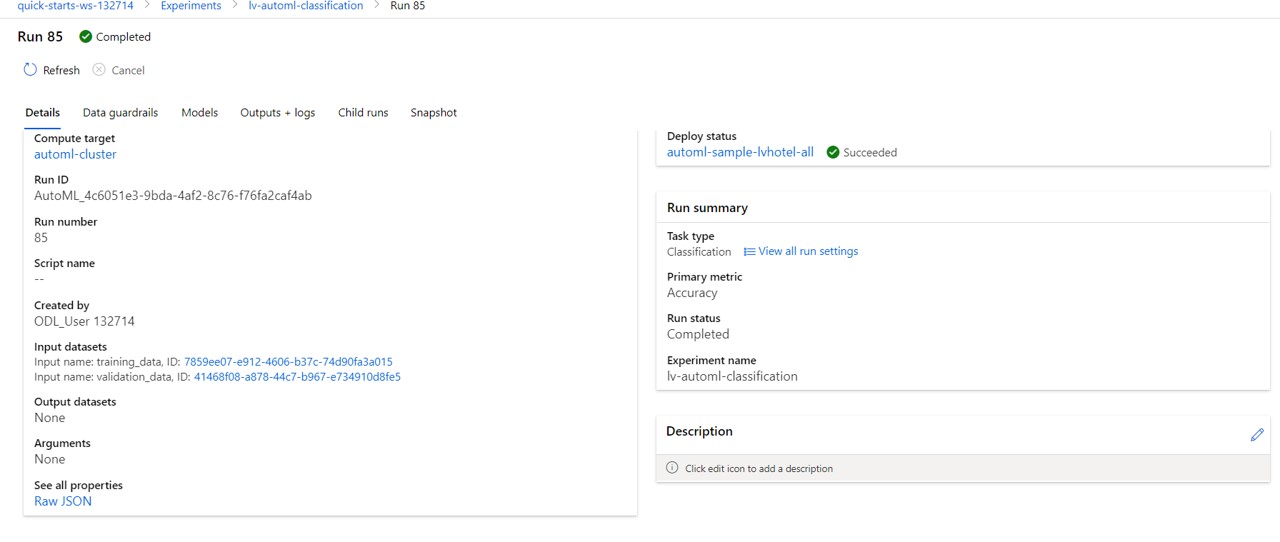 quick-starts-ws-132714 > Experiments > lv-automl-classification > Run 85
Run 85 Completed
Refresh Cancel
Details Data guardrails Models Outputs + logs Child runs Snapshot
Compute target
automl-cluster
Run ID
AutoML_4c6051e3-9bda-4af2-8c76-f76fa2caf4ab
Run number
85
Script name
--
Created by
ODL_User 132714
Input datasets
Input name: training_data, ID: 7859ee07-e912-4606-b37c-74d90fa3a015
Input name: validation_data, ID: 41468f08-a878-44c7-b967-e734910d8fe5
Output datasets
None
Arguments
None
See all properties
Raw JSON
Deploy status
automl-sample-lvhotel-all Succeeded
Run summary
Task type
Classification View all run settings
Primary metric
Accuracy
Run status
Completed
Experiment name
lv-automl-classification
Description
Click edit icon to add a description